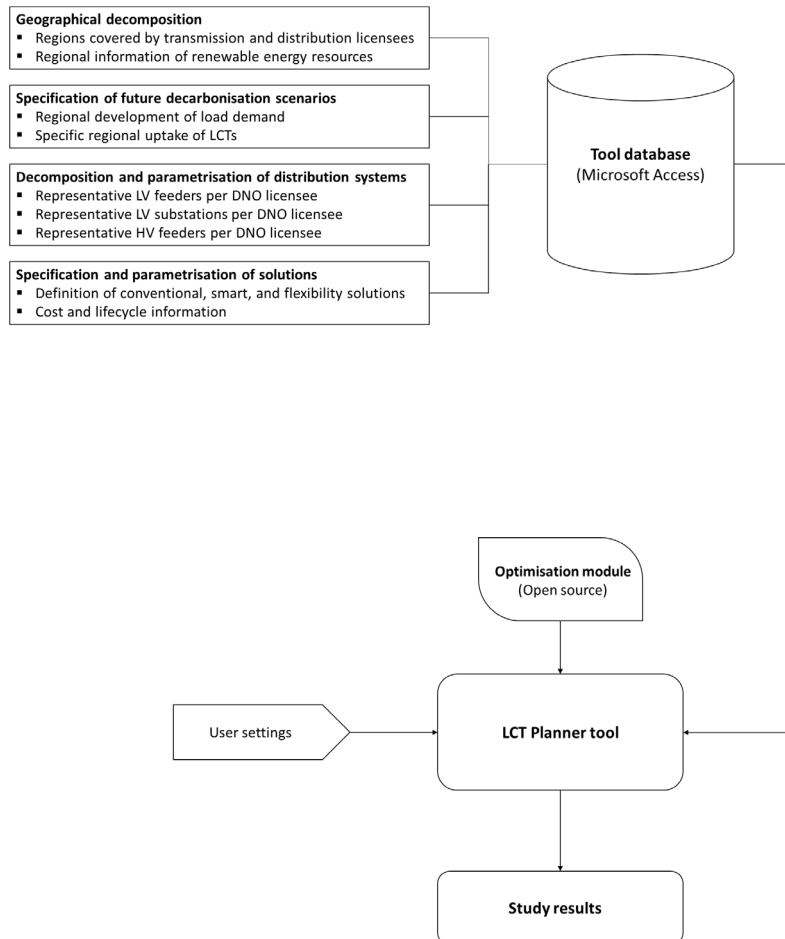 Geographical decomposition
▪ Regions covered by transmission and distribution licensees
▪ Regional information of renewable energy resources
Specification of future decarbonisation scenarios
▪ Regional development of load demand
▪ Specific regional uptake of LCTs
Decomposition and parametrisation of distribution systems
▪ Representative LV feeders per DNO licensee
▪ Representative LV substations per DNO licensee
▪ Representative HV feeders per DNO licensee
Specification and parametrisation of solutions
▪ Definition of conventional, smart, and flexibility solutions
▪ Cost and lifecycle information
Tool database
(Microsoft Access)
Optimisation module
(Open source)
User settings
LCT Planner tool
Study results